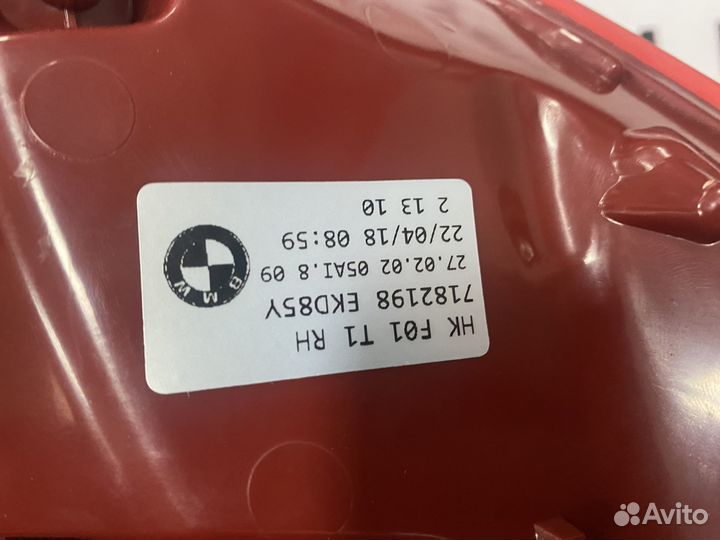 HK F01 T1 RH
7182198 EKD85Y
27.02.02 05AI.8 09
22/04/18 08:59
2 13 10
BMW
Avito